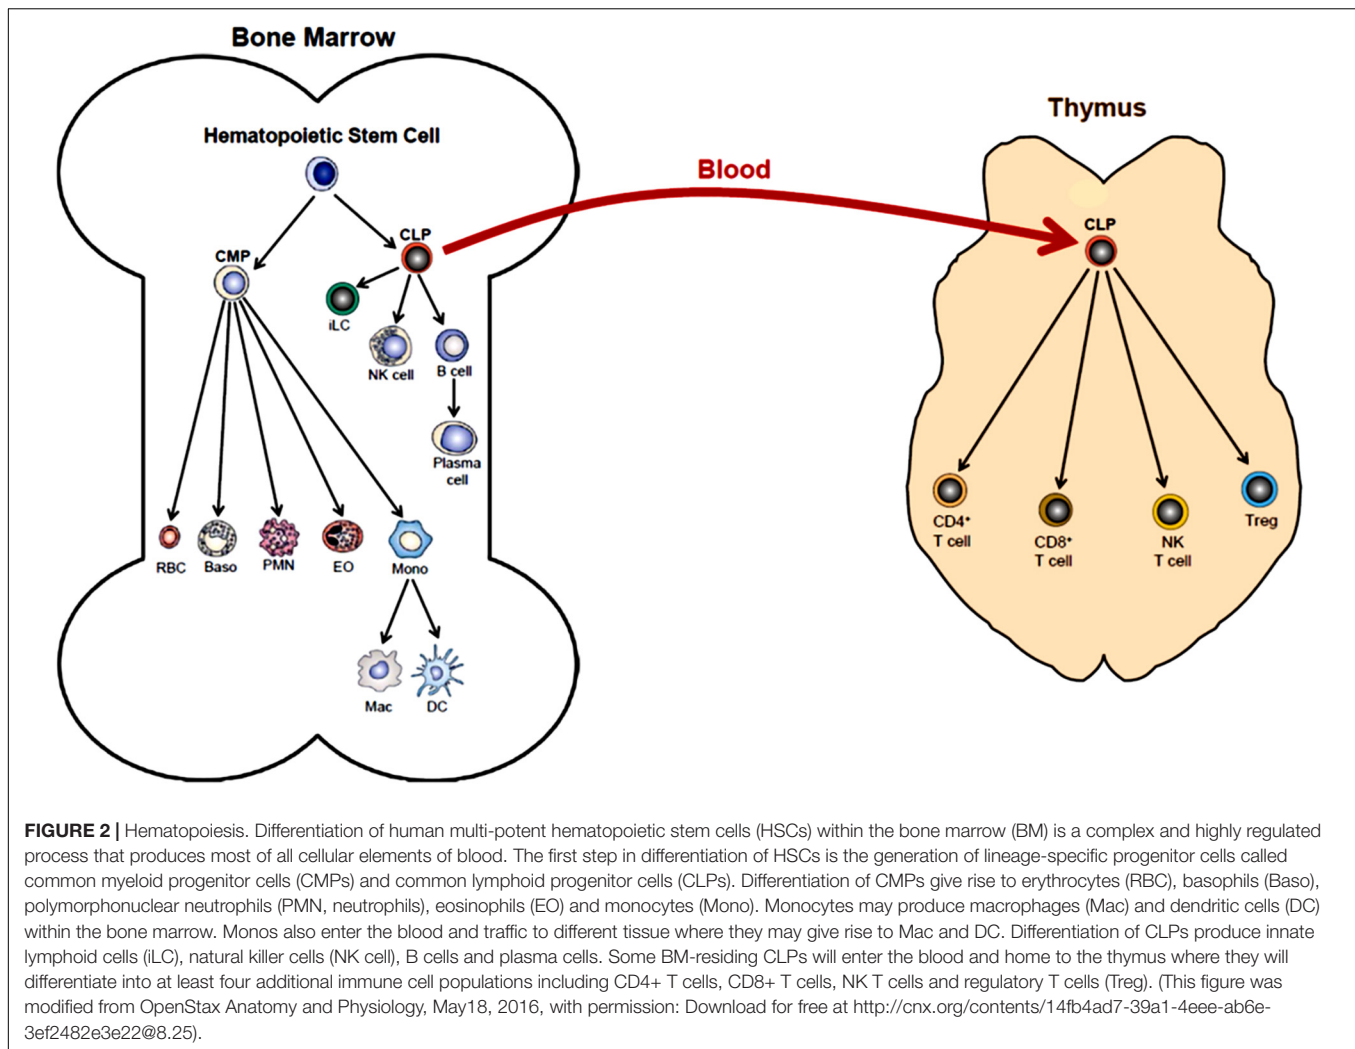 Bone Marrow
Hematopoietic Stem Cell
CMP
CLP
iLC
NK cell
B cell
Plasma
cell
RBC
Baso
PMN
EO
Mono
Mac
DC
Blood
Thymus
CLP
CD4⁺
T cell
CD8⁺
T cell
NK
T cell
Treg
FIGURE 2 | Hematopoiesis. Differentiation of human multi-potent hematopoietic stem cells (HSCs) within the bone marrow (BM) is a complex and highly regulated
process that produces most of all cellular elements of blood. The first step in differentiation of HSCs is the generation of lineage-specific progenitor cells called
common myeloid progenitor cells (CMPs) and common lymphoid progenitor cells (CLPs). Differentiation of CMPs give rise to erythrocytes (RBC), basophils (Baso),
polymorphonuclear neutrophils (PMN, neutrophils), eosinophils (EO) and monocytes (Mono). Monocytes may produce macrophages (Mac) and dendritic cells (DC)
within the bone marrow. Monos also enter the blood and traffic to different tissue where they may give rise to Mac and DC. Differentiation of CLPs produce innate
lymphoid cells (iLC), natural killer cells (NK cell), B cells and plasma cells. Some BM-residing CLPs will enter the blood and home to the thymus where they will
differentiate into at least four additional immune cell populations including CD4+ T cells, CD8+ T cells, NK T cells and regulatory T cells (Treg). (This figure was
modified from OpenStax Anatomy and Physiology, May18, 2016, with permission: Download for free at http://cnx.org/contents/14fb4ad7-39a1-4eee-ab6e-
3ef2482e3e22@8.25).